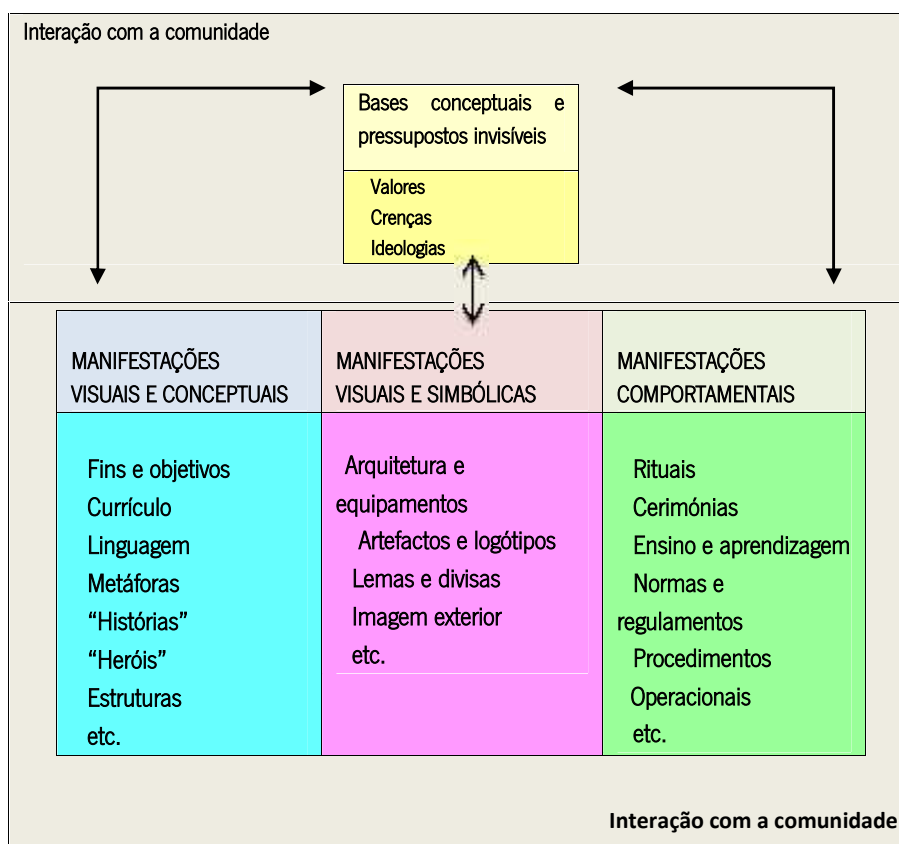 Interação com a comunidade
Bases conceptuais e
pressupostos invisíveis
Valores
Crenças
Ideologias
MANIFESTAÇÕES
VISUAIS E CONCEPTUAIS
Fins e objetivos
Currículo
Linguagem
Metáforas
“Histórias”
“Heróis”
Estruturas
etc.
MANIFESTAÇÕES
VISUAIS E SIMBÓLICAS
Arquitetura e
equipamentos
Artefactos e logótipos
Lemas e divisas
Imagem exterior
etc.
MANIFESTAÇÕES
COMPORTAMENTAIS
Rituais
Cerimónias
Ensino e aprendizagem
Normas e
regulamentos
Procedimentos
Operacionais
etc.
Interação com a comunidade